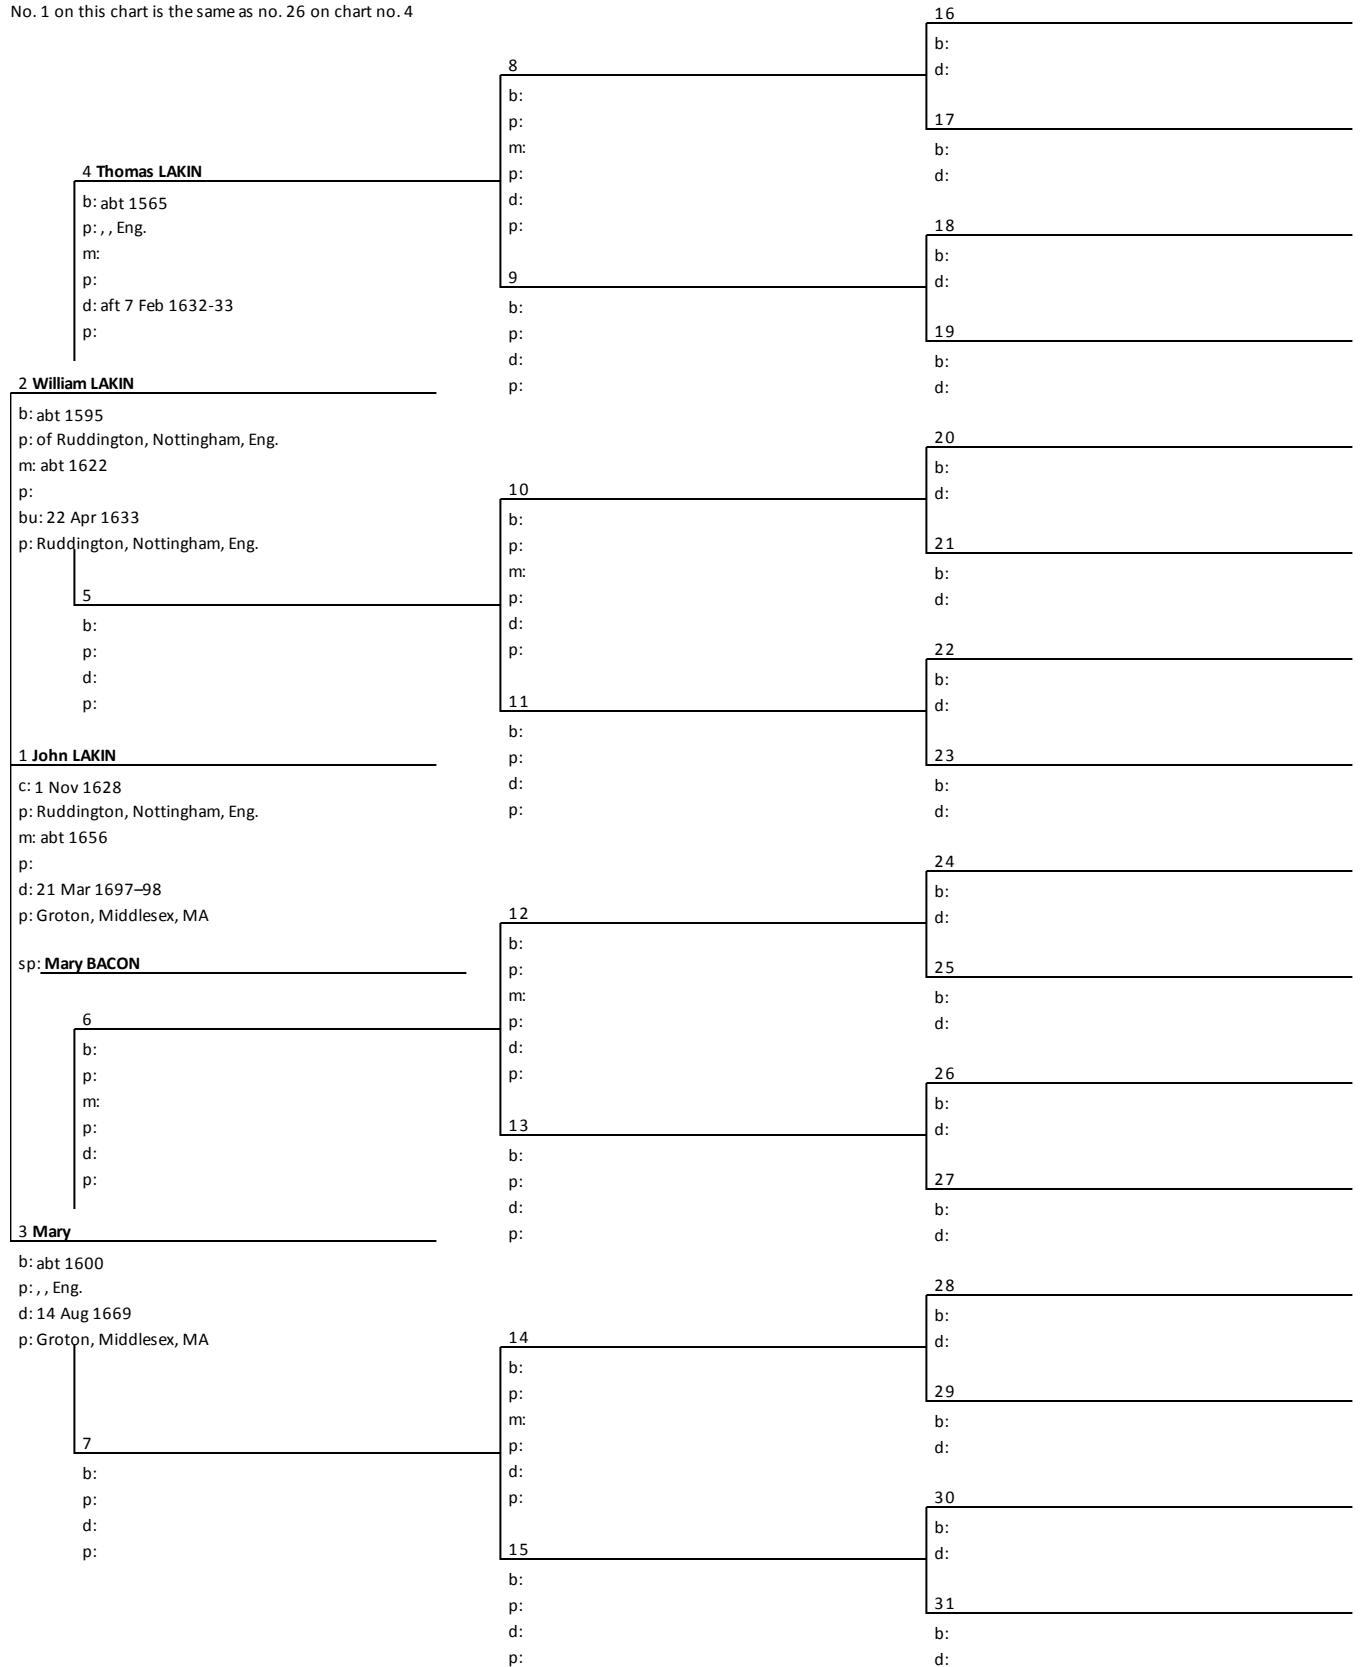 No. 1 on this chart is the same as no. 26 on chart no. 4
4 Thomas LAKIN
b: abt 1565
p: , , Eng.
m:
p:
d: aft 7 Feb 1632-33
p:
2 William LAKIN
b: abt 1595
p: of Ruddington, Nottingham, Eng.
m: abt 1622
p:
bu: 22 Apr 1633
p: Ruddington, Nottingham, Eng.
5
b:
p:
d:
p:
1 John LAKIN
c: 1 Nov 1628
p: Ruddington, Nottingham, Eng.
m: abt 1656
p:
d: 21 Mar 1697–98
p: Groton, Middlesex, MA
sp: Mary BACON
6
b:
p:
m:
p:
d:
p:
3 Mary
b: abt 1600
p: , , Eng.
d: 14 Aug 1669
p: Groton, Middlesex, MA
7
b:
p:
d:
p:
8
b:
p:
m:
p:
d:
p:
9
b:
p:
d:
p:
10
b:
p:
m:
p:
d:
p:
11
b:
p:
d:
p:
12
b:
p:
m:
p:
d:
p:
13
b:
p:
d:
p:
14
b:
p:
m:
p:
d:
p:
15
b:
p:
d:
p:
16
b:
d:
17
b:
d:
18
b:
d:
19
b:
d:
20
b:
d:
21
b:
d:
22
b:
d:
23
b:
d:
24
b:
d:
25
b:
d:
26
b:
d:
27
b:
d:
28
b:
d:
29
b:
d:
30
b:
d:
31
b:
d: